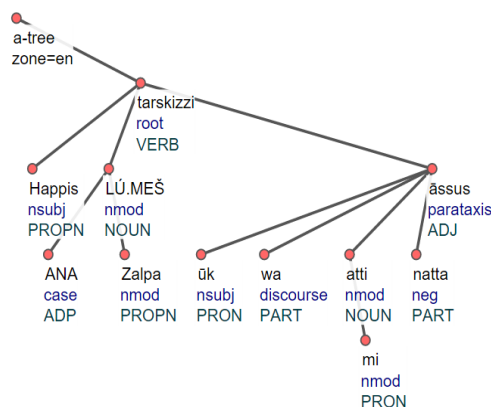 a-tree
zone=en
tarskizzi
root
VERB
Happis
nsubj
PROPN
LÚ.MEŠ
nmod
NOUN
āssus
parataxis
ADJ
ANA
case
ADP
Zalpa
nmod
PROPN
ūk
nsubj
PRON
wa
discourse
PART
atti
nmod
NOUN
natta
neg
PART
mi
nmod
PRON